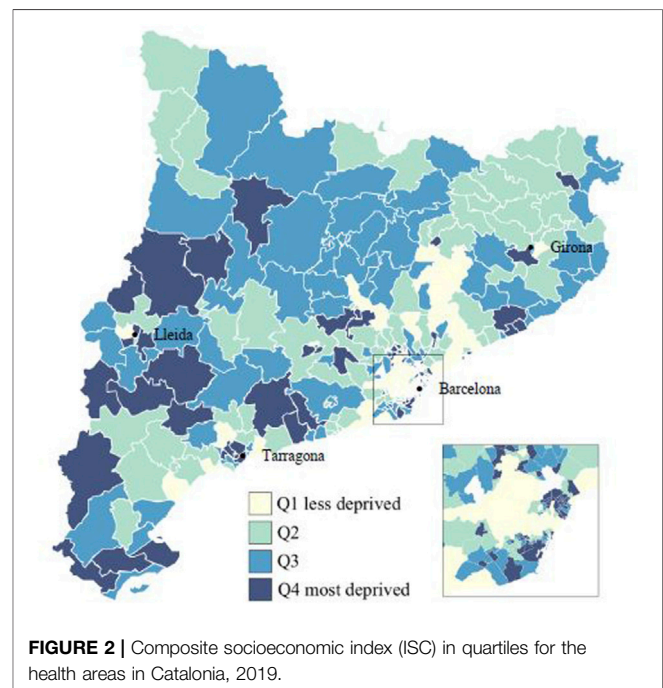 Girona
Lleida
Barcelona
Tarragona
Q1 less deprived
Q2
Q3
Q4 most deprived
FIGURE 2 | Composite socioeconomic index (ISC) in quartiles for the
health areas in Catalonia, 2019.